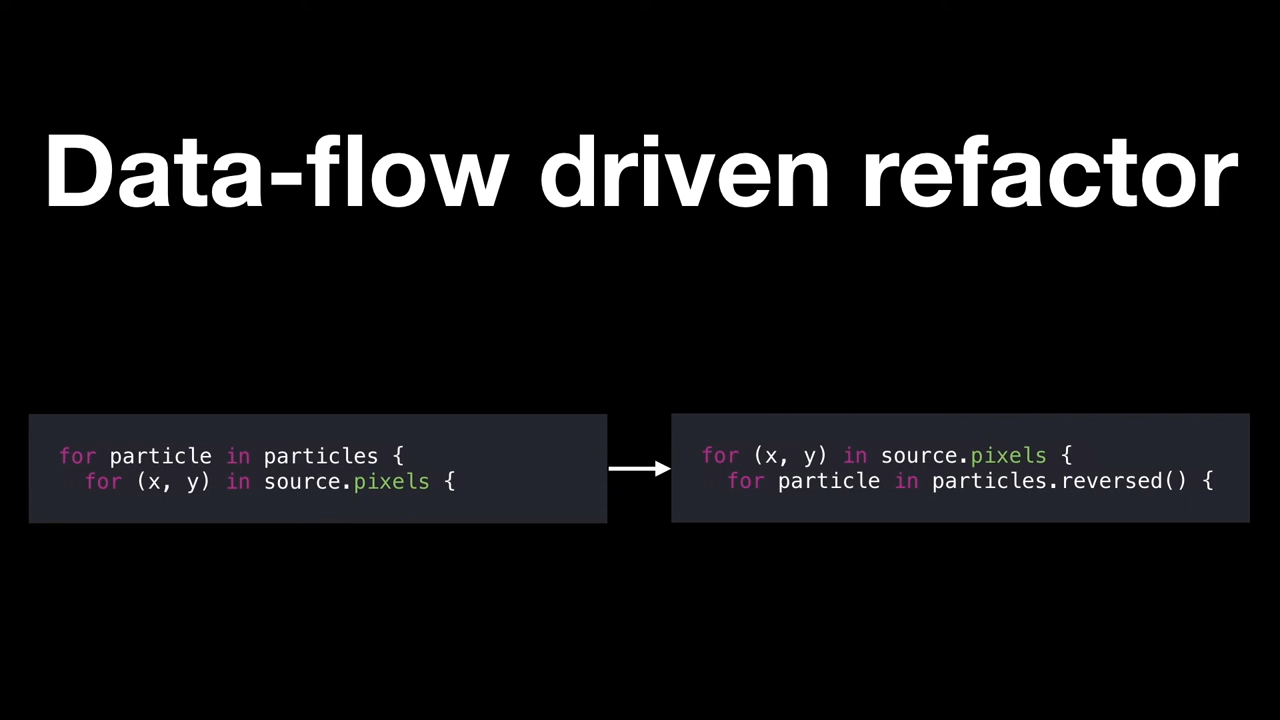 Data-flow driven refactor
for particle in particles {
for (x, y) in source.pixels {
for (x, y) in source.pixels {
for particle in particles.reversed() {